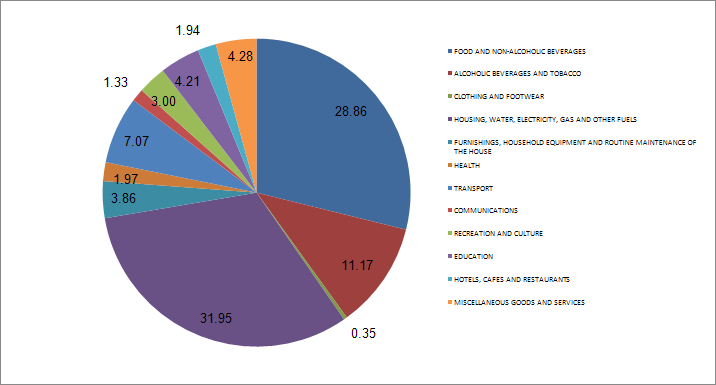 1.94
4.28
4.21
1.33
3.00
28.86
7.07
1.97
3.86
11.17
31.95
0.35
FOOD AND NON-ALCOHOLIC BEVERAGES
ALCOHOLIC BEVERAGES AND TOBACCO
CLOTHING AND FOOTWEAR
HOUSING, WATER, ELECTRICITY, GAS AND OTHER FUELS
FURNISHINGS, HOUSEHOLD EQUIPMENT AND ROUTINE MAINTENANCE OF
THE HOUSE
HEALTH
TRANSPORT
COMMUNICATIONS
RECREATION AND CULTURE
EDUCATION
HOTELS, CAFES AND RESTAURANTS
MISCELLANEOUS GOODS AND SERVICES